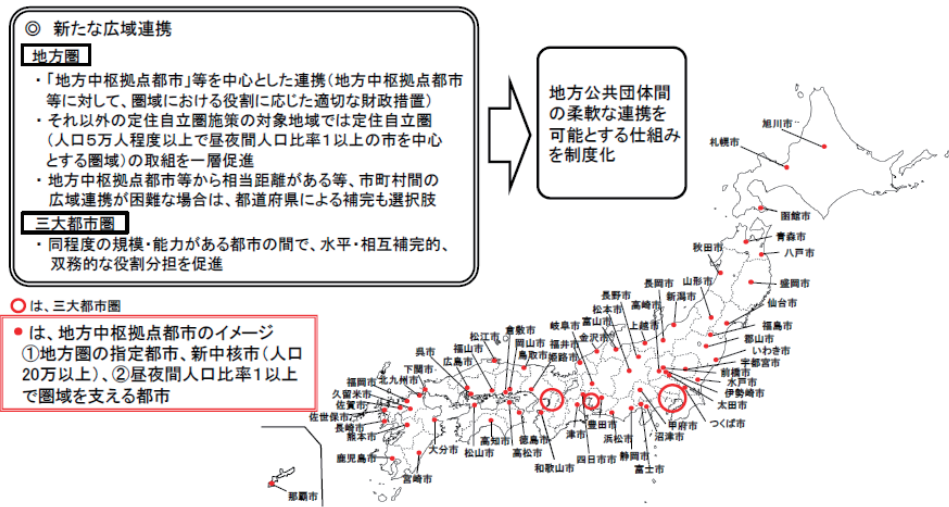 ◎ 新たな広域連携
地方圏
・「地方中枢拠点都市」等を中心とした連携(地方中枢拠点都市
等に対して、圏域における役割に応じた適切な財政措置)
・それ以外の定住自立圏施策の対象地域では定住自立圏
(人口5万人程度以上で昼夜間人口比率1以上の市を中心
とする圏域)の取組を一層促進
・地方中枢拠点都市等から相当距離がある等、市町村間の
広域連携が困難な場合は、都道府県による補完も選択肢
三大都市圏
・同程度の規模・能力がある都市の間で、水平・相互補完的、
双務的な役割分担を促進
地方公共団体間
の柔軟な連携を
可能とする仕組み
を制度化
○は、三大都市圏
●は、地方中枢拠点都市のイメージ
①地方圏の指定都市、新中核市(人口
20万以上)、②昼夜間人口比率1以上
で圏域を支える都市
旭川市
札幌市
函館市
青森市
八戸市
秋田市
盛岡市
仙台市
山形市
福島市
郡山市
いわき市
宇都宮市
前橋市
水戸市
伊勢崎市
太田市
つくば市
新潟市
長岡市
上越市
高崎市
長野市
松本市
富山市
金沢市
岐阜市
福井市
姫路市
鳥取市
岡山市
倉敷市
松江市
福山市
広島市
呉市
下関市
北九州市
福岡市
久留米市
佐賀市
佐世保市
長崎市
熊本市
鹿児島市
宮崎市
大分市
松山市
高知市
高松市
徳島市
和歌山市
津市
四日市市
豊田市
浜松市
静岡市
富士市
沼津市
甲府市
那覇市